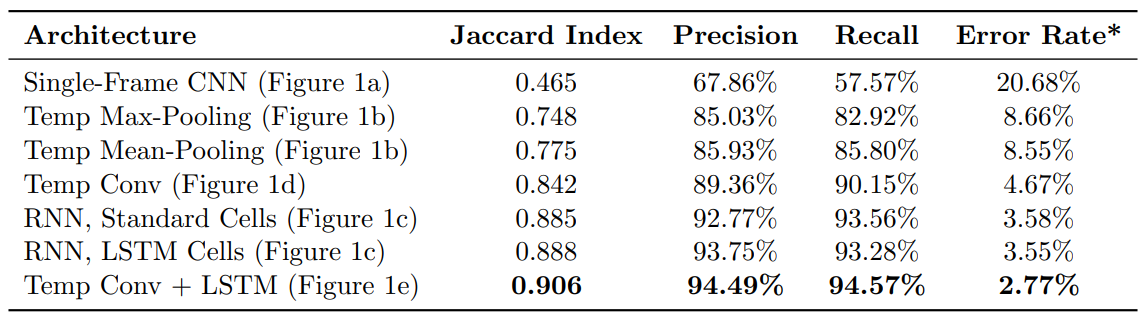 Architecture Jaccard Index Precision Recall Error Rate*
Single-Frame CNN (Figure 1a) 0.465 67.86% 57.57% 20.68%
Temp Max-Pooling (Figure 1b) 0.748 85.03% 82.92% 8.66%
Temp Mean-Pooling (Figure 1b) 0.775 85.93% 85.80% 8.55%
Temp Conv (Figure 1d) 0.842 89.36% 90.15% 4.67%
RNN, Standard Cells (Figure 1c) 0.885 92.77% 93.56% 3.58%
RNN, LSTM Cells (Figure 1c) 0.888 93.75% 93.28% 3.55%
Temp Conv + LSTM (Figure 1e) 0.906 94.49% 94.57% 2.77%